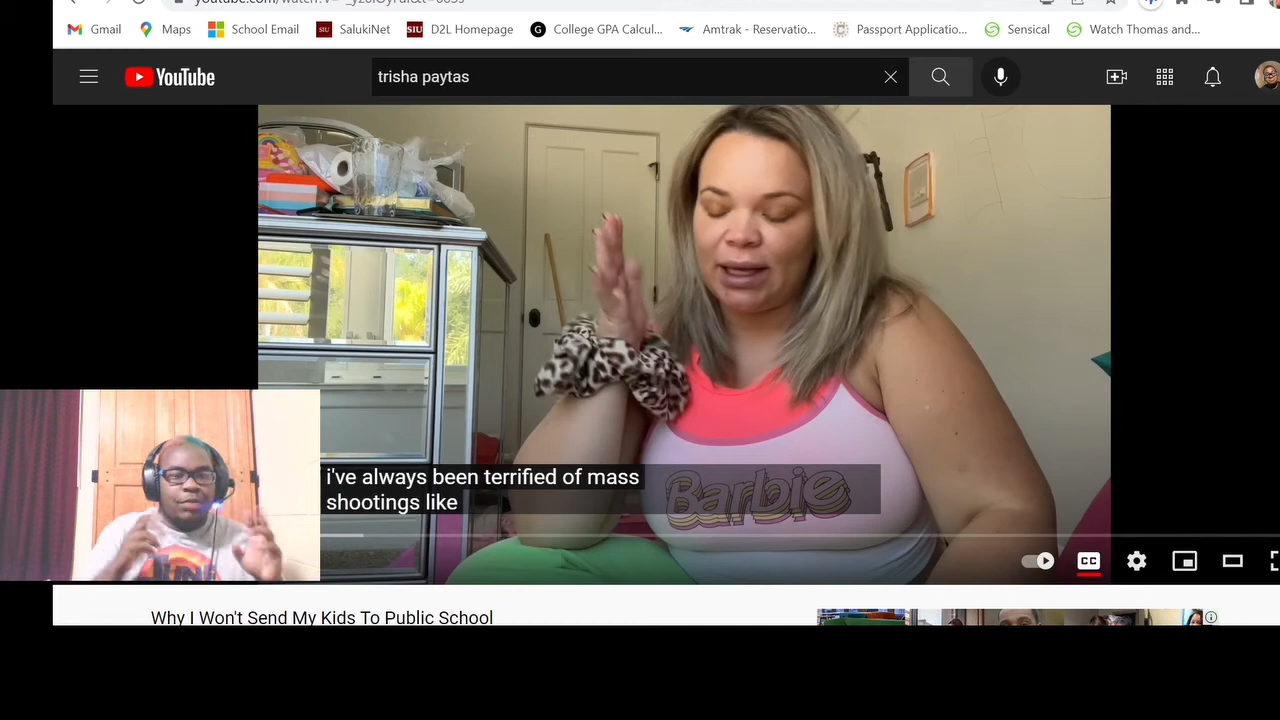 Gmail
Maps
School Email
SIU SalukiNet
SIU D2L Homepage
G College GPA Calcul...
Amtrak - Reservatio...
Passport Applicatio...
Sensical
Watch Thomas and...
YouTube
trisha paytas
i've always been terrified of mass
shootings like
Barbie
CC
Why I Won't Send My Kids To Public School